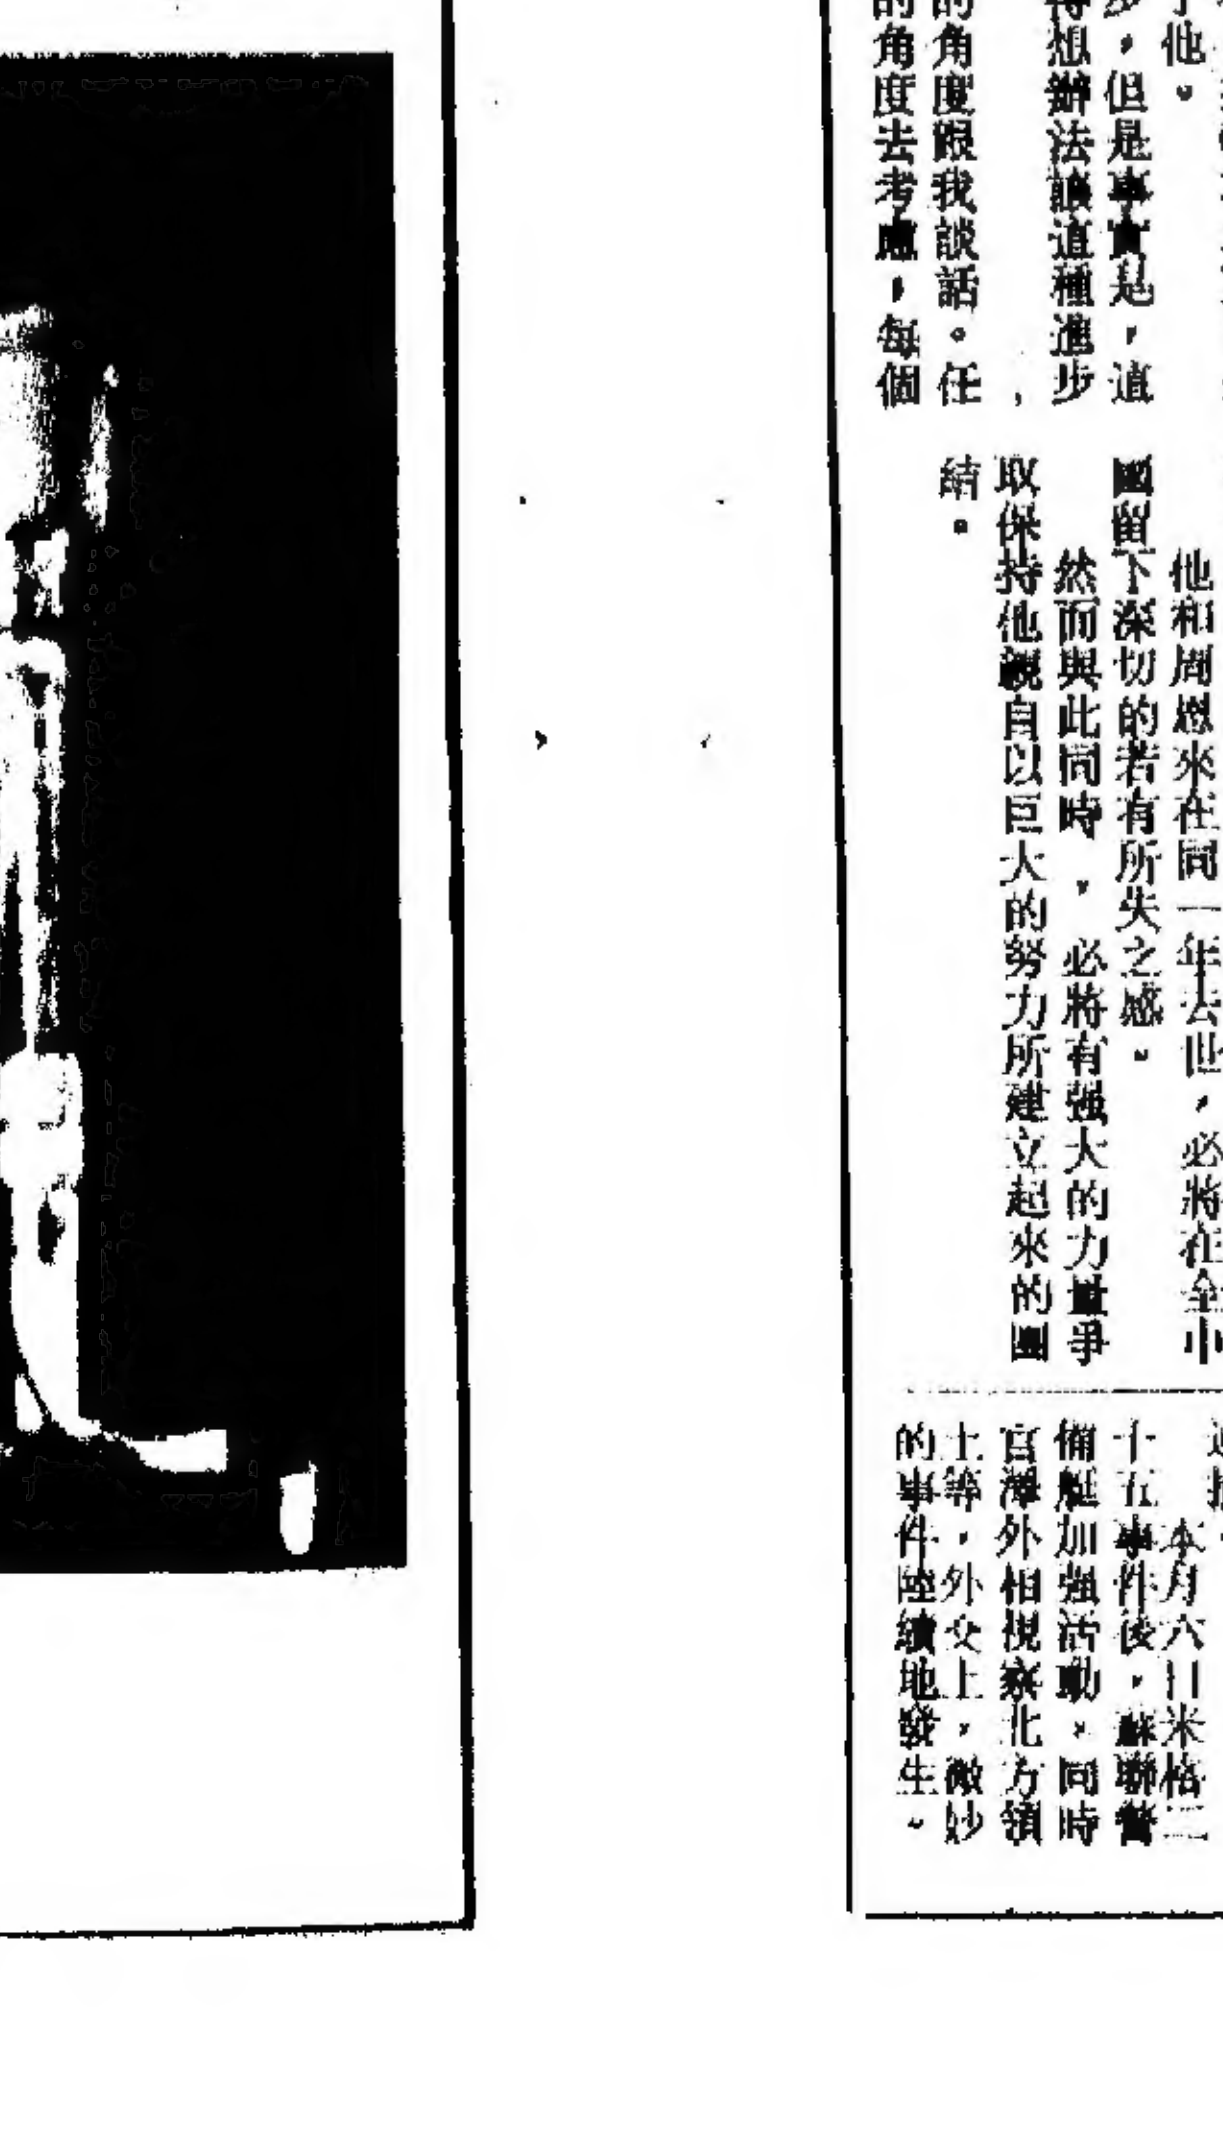 他。
步，但是事實是，這
想辦法讓這種進步
的角度跟我談話。任
的角度去考慮，每個
他和周恩來在同一年去世，必將在全中
國留下深切的若有所失之感。
然而與此同時，必將有强大的力量爭
取保持他親自以巨大的努力所建立起來的團
結。
本月六日米格二
十五事件後，蘇聯警
備艇加强活動，同時
官澤外相視察北方領
土等，外交上，微妙
的事件陸續地發生。